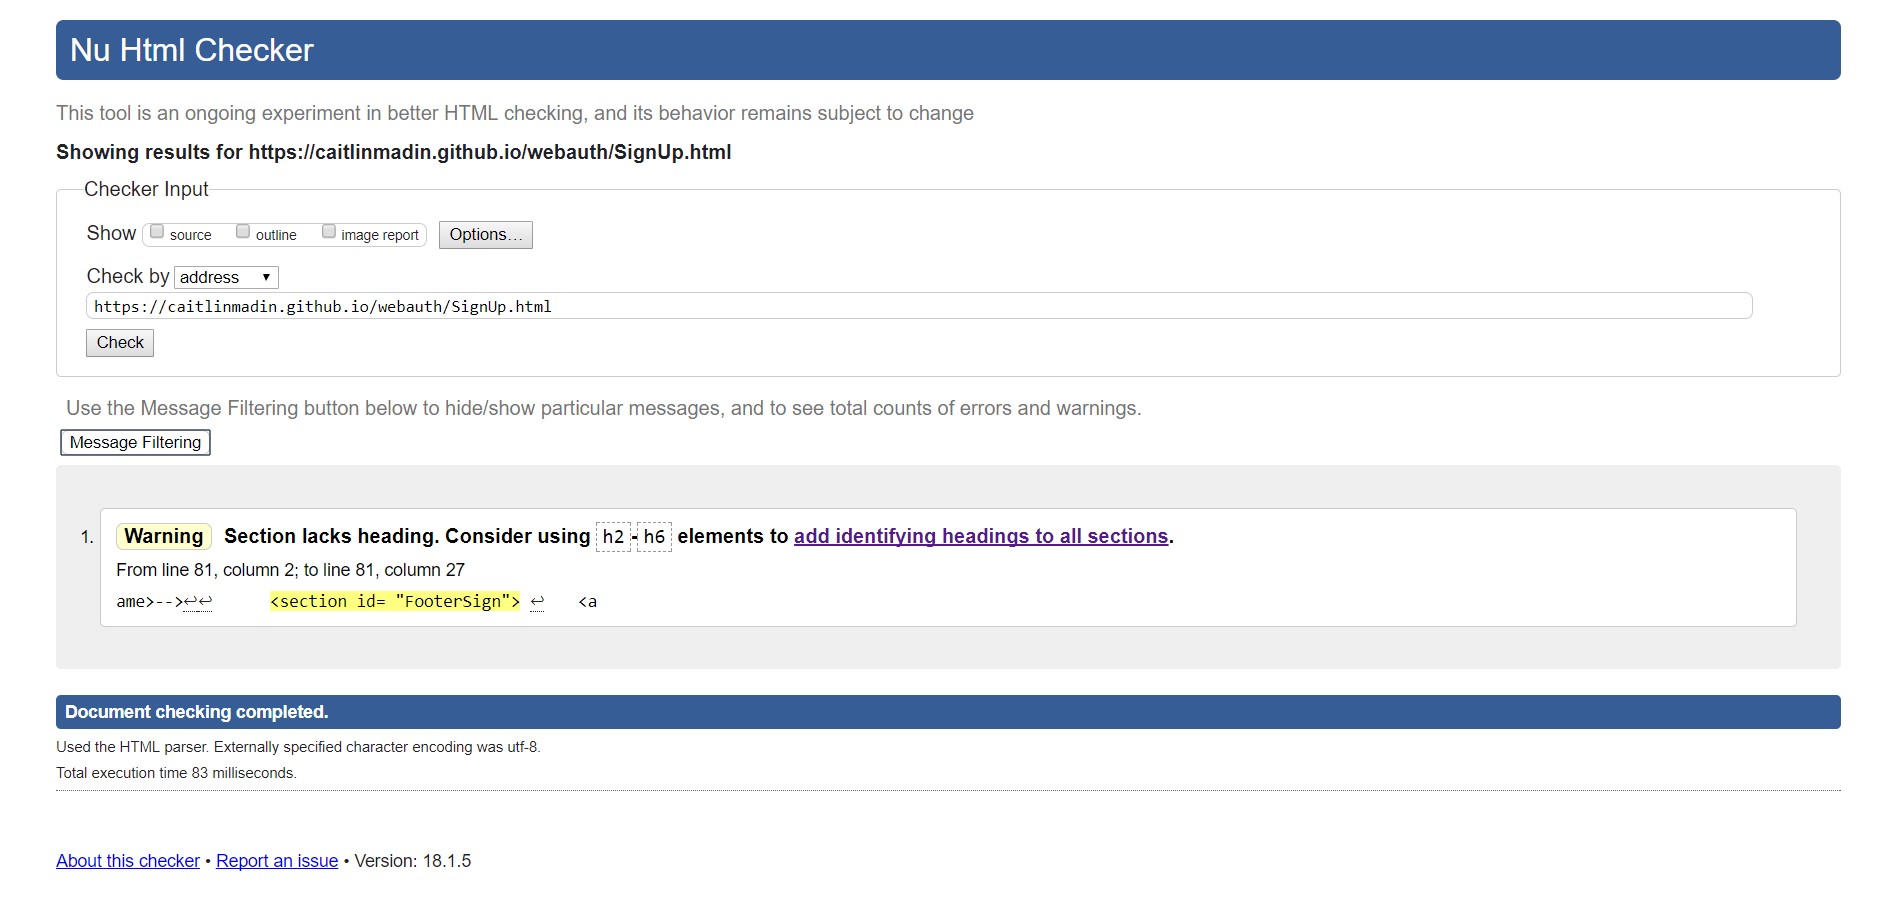 Nu Html Checker
This tool is an ongoing experiment in better HTML checking, and its behavior remains subject to change
Showing results for https://caitlinmadin.github.io/webauth/SignUp.html
Checker Input
Show source outline image report Options...
Check by address ▼
https://caitlinmadin.github.io/webauth/SignUp.html
Check
Use the Message Filtering button below to hide/show particular messages, and to see total counts of errors and warnings.
Message Filtering
1. Warning Section lacks heading. Consider using h2-h6 elements to add identifying headings to all sections.
From line 81, column 2; to line 81, column 27
ame>-->↩↩ <section id= "FooterSign"> ↩ <a
Document checking completed.
Used the HTML parser. Externally specified character encoding was utf-8.
Total execution time 83 milliseconds.
About this checker • Report an issue • Version: 18.1.5